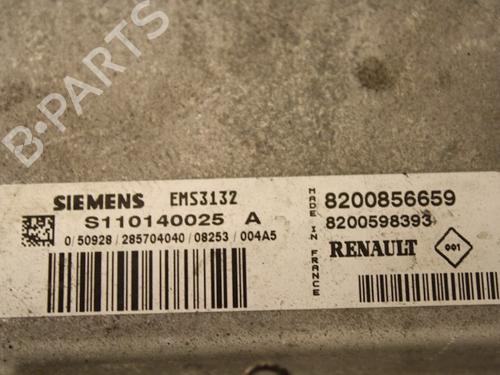 B-PARTS
SIEMENS EMS3132
S110140025 A
0/50928/285704040/08253/004A5
MADE IN FRANCE
8200856659
8200598393
RENAULT
001